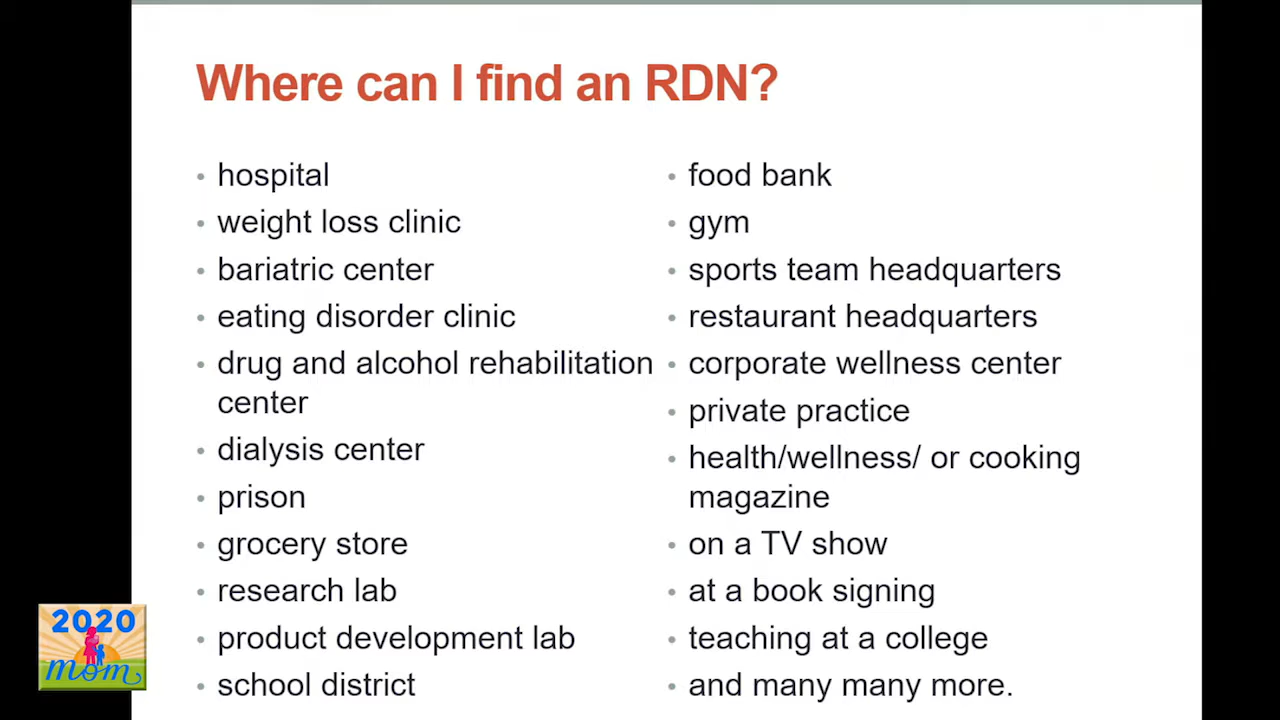 Where can I find an RDN?
• hospital
• weight loss clinic
• bariatric center
• eating disorder clinic
• drug and alcohol rehabilitation
center
• dialysis center
• prison
• grocery store
• research lab
• product development lab
• school district
• food bank
• gym
• sports team headquarters
• restaurant headquarters
• corporate wellness center
• private practice
• health/wellness/ or cooking
magazine
• on a TV show
• at a book signing
• teaching at a college
• and many many more.
2020
mom